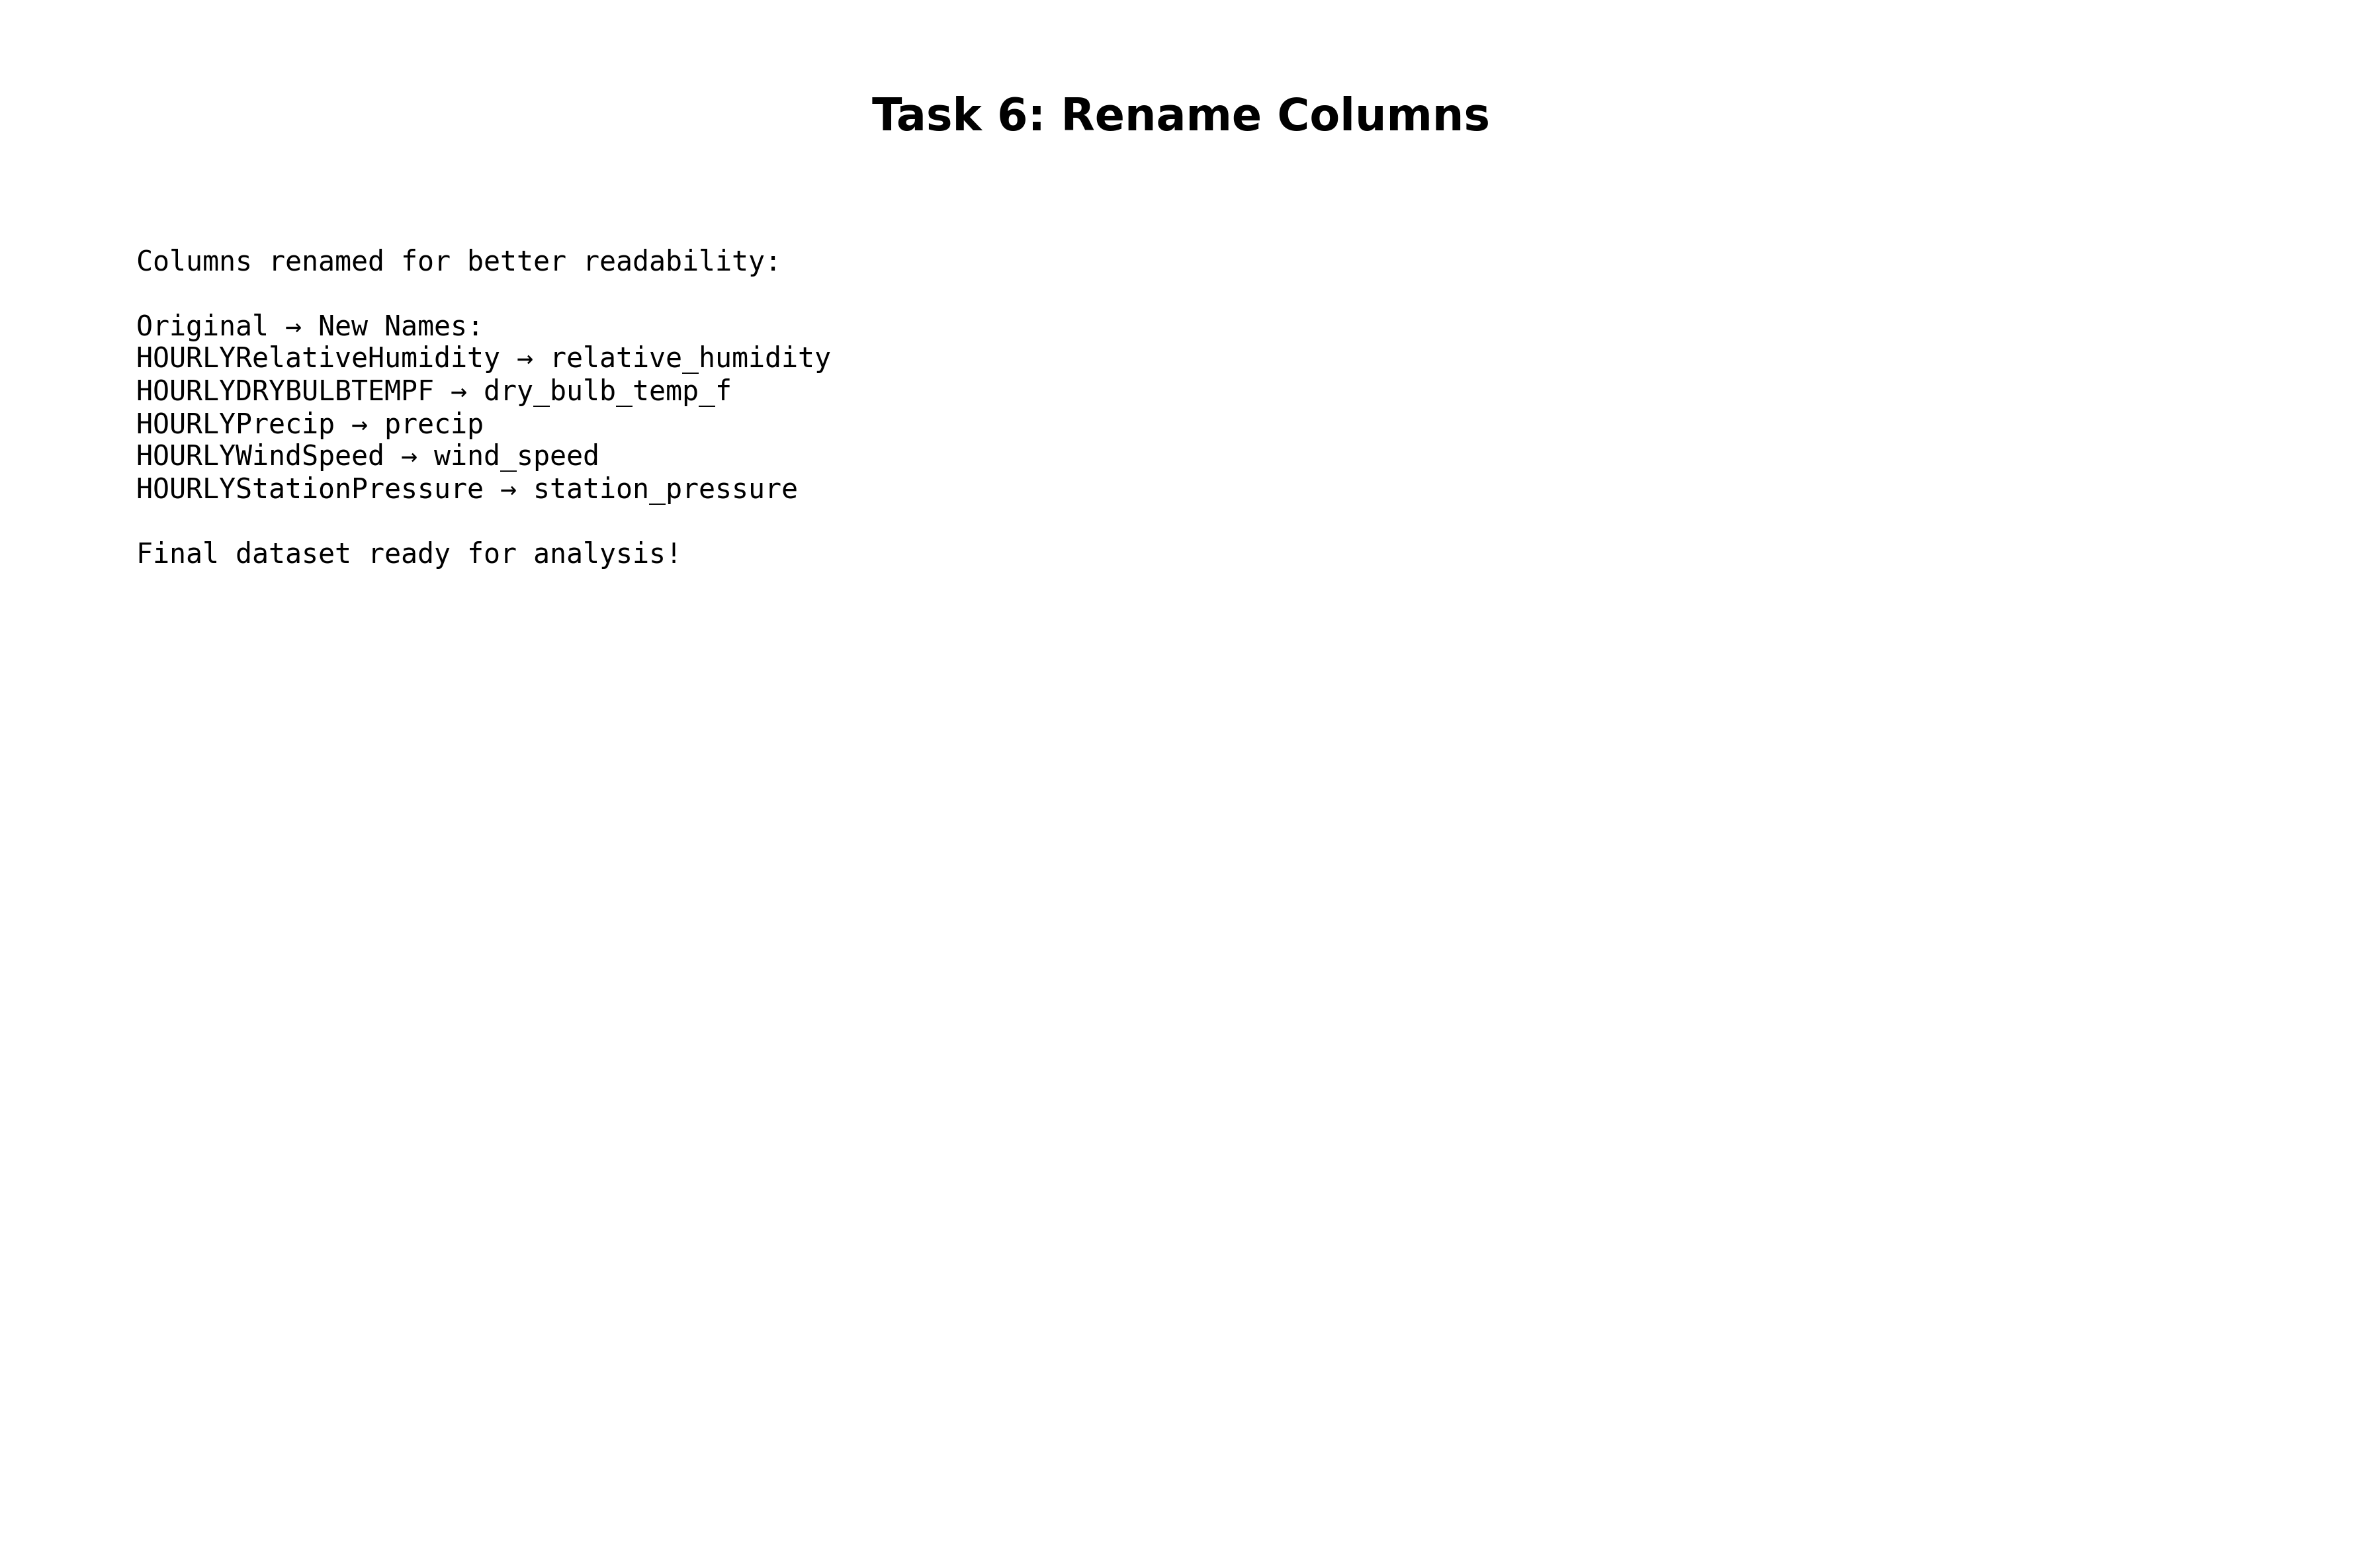 Task 6: Rename Columns
Columns renamed for better readability:
Original → New Names:
HOURLYRelativeHumidity → relative_humidity
HOURLYDRYBULBTEMPF → dry_bulb_temp_f
HOURLYPrecip → precip
HOURLYWindSpeed → wind_speed
HOURLYStationPressure → station_pressure
Final dataset ready for analysis!